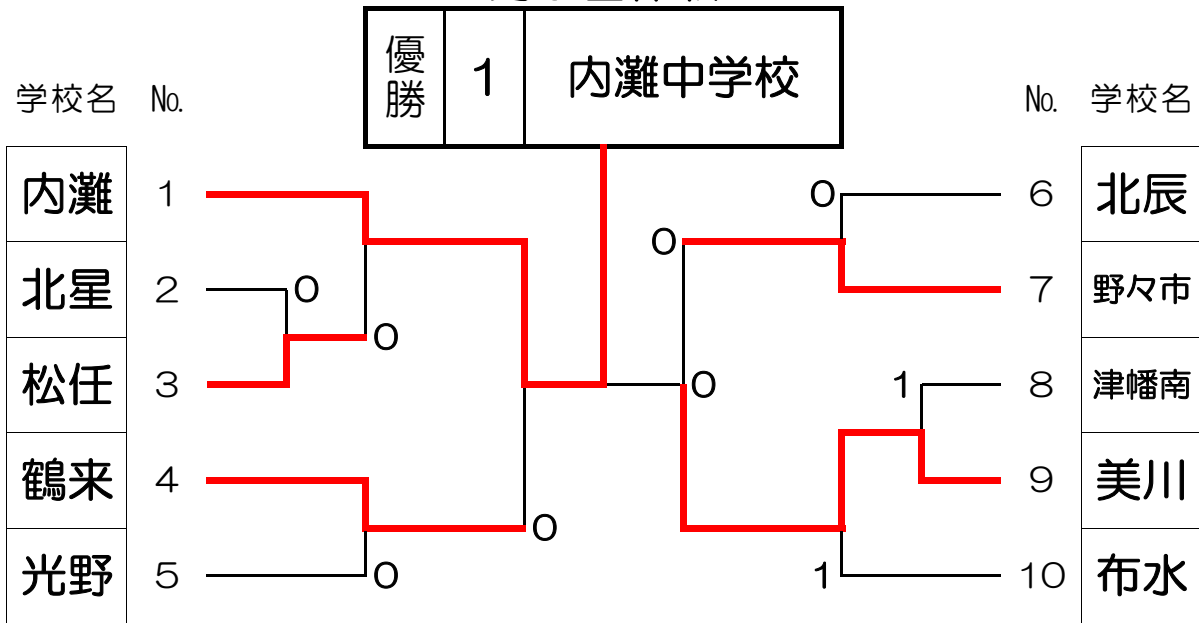 優勝 1 内灘中学校
学校名 No. No. 学校名
内灘 1 0 6 北辰
0
北星 2 0 7 野々市
0
松任 3 0 1 8 津幡南
鶴来 4 9 美川
0
光野 5 0 1 10 布水